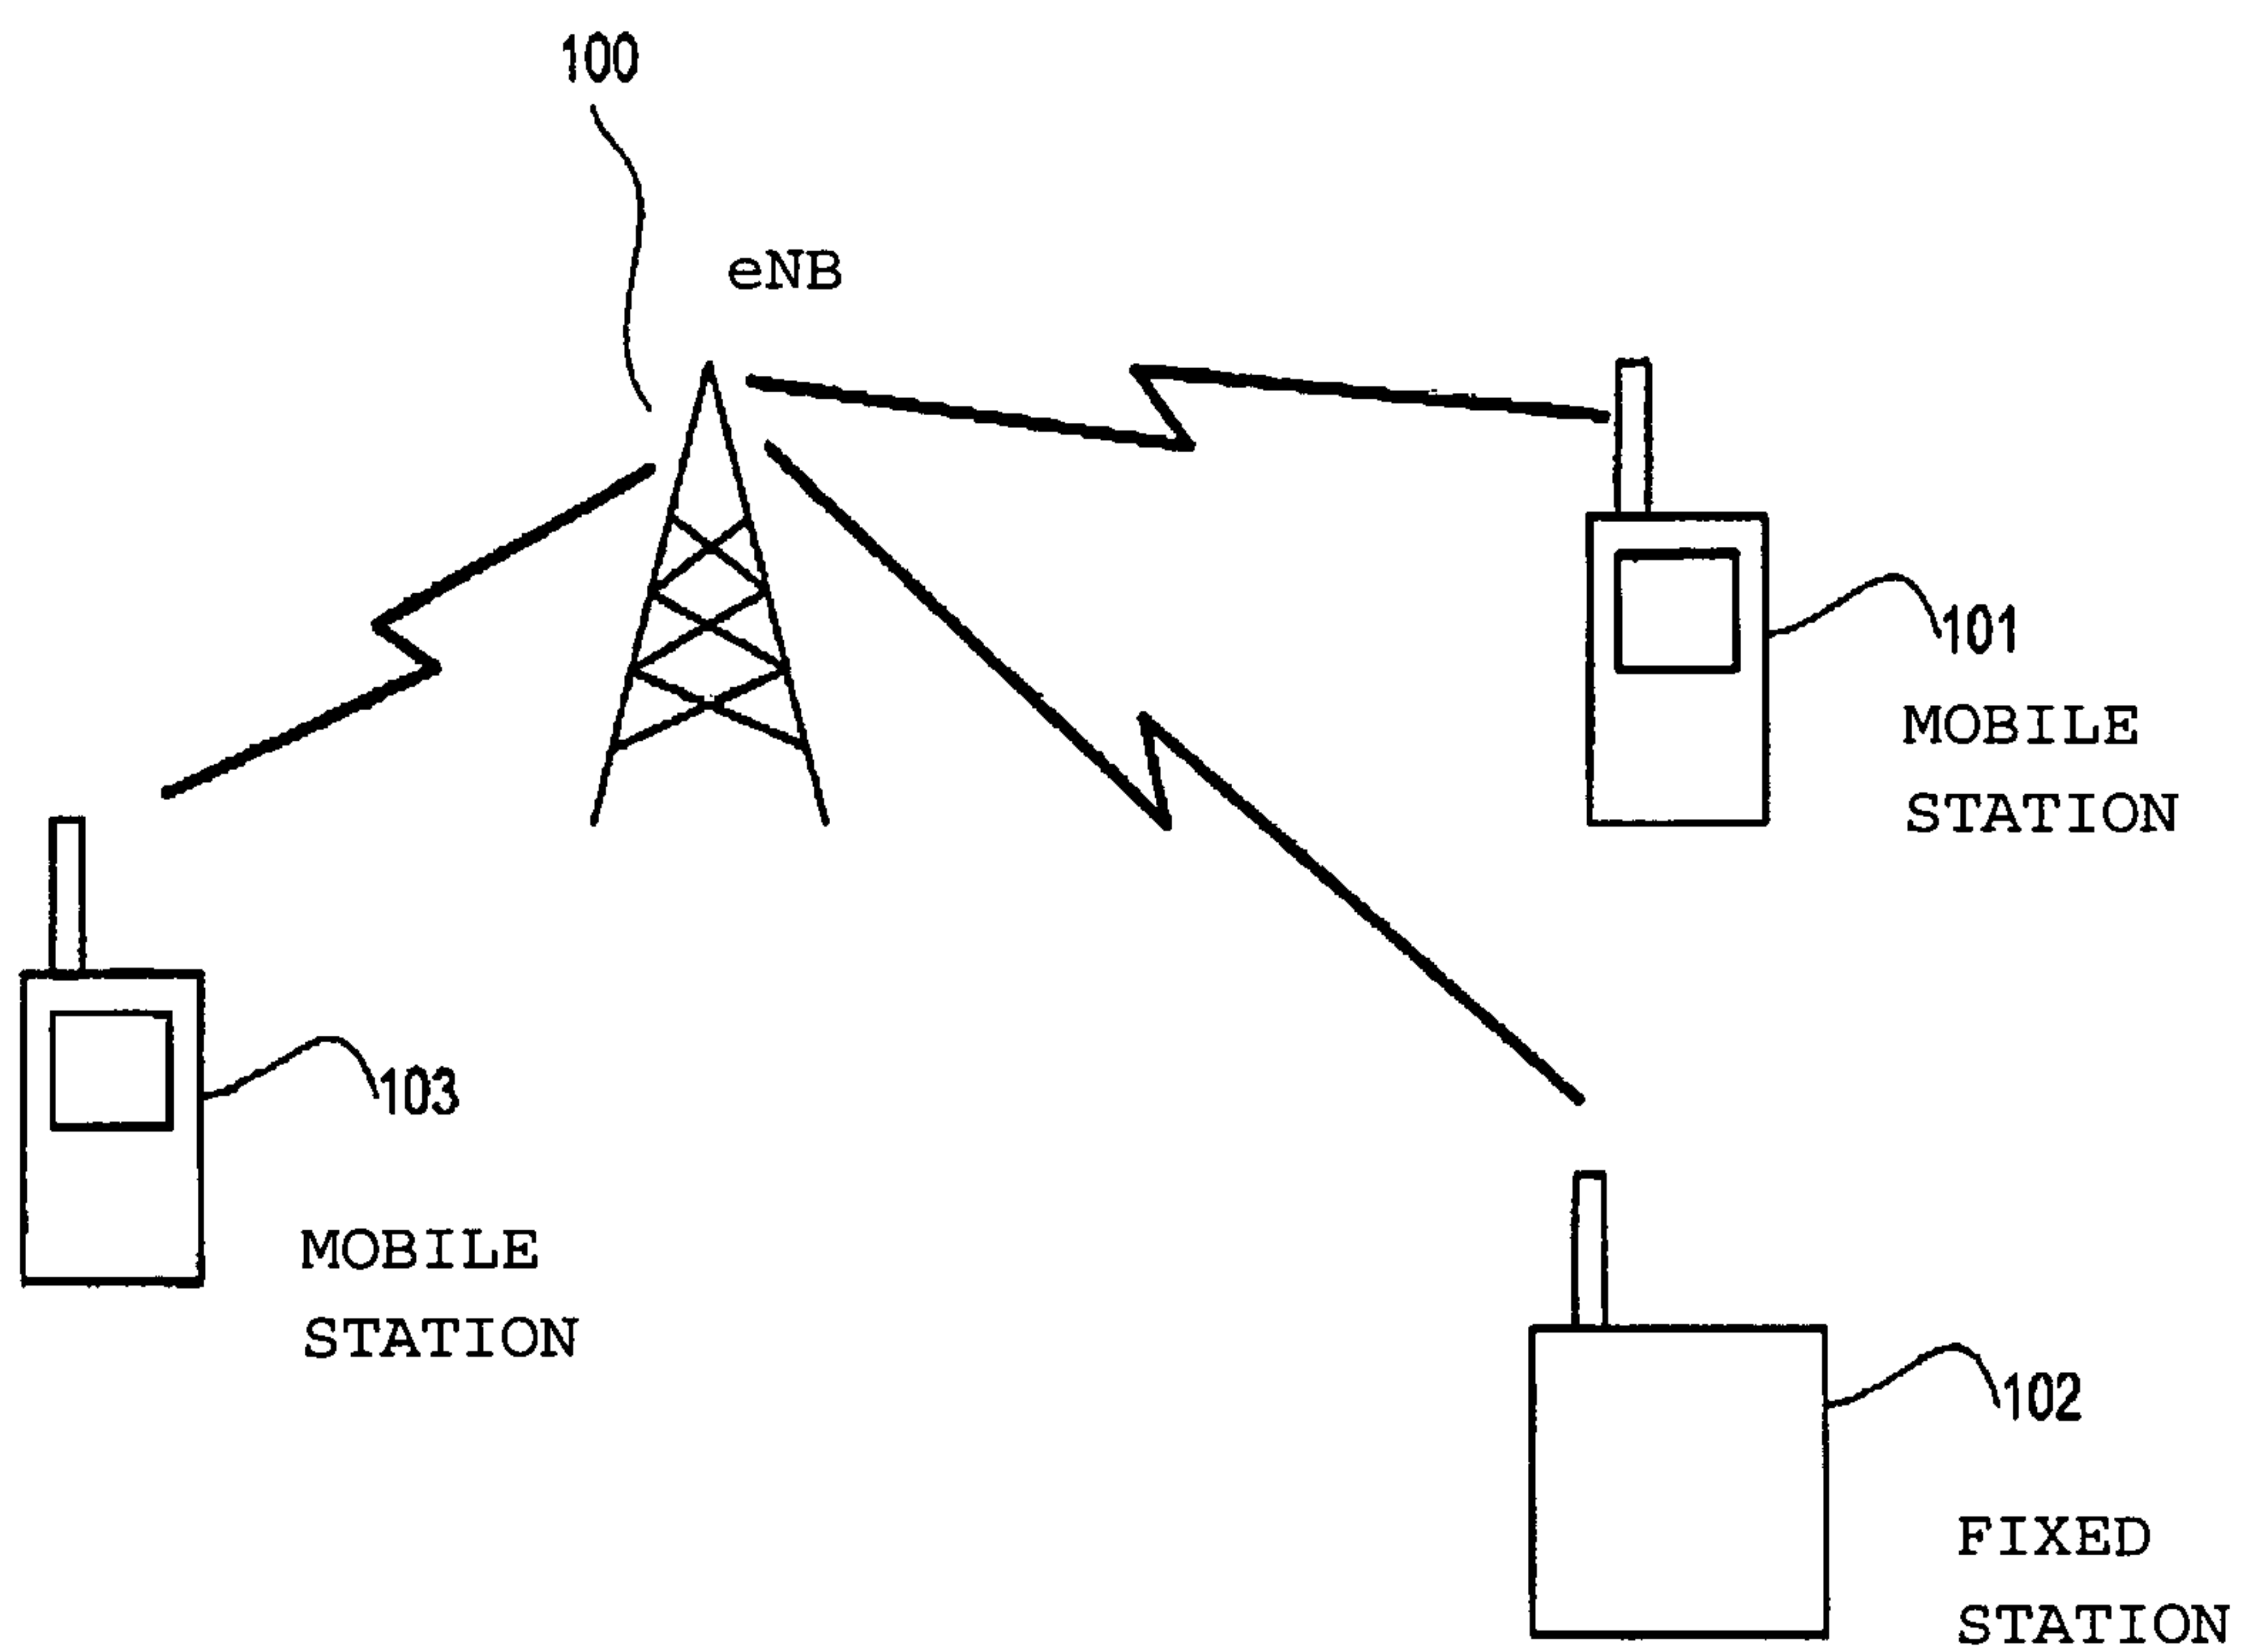 100
eNB
101
MOBILE
STATION
103
MOBILE
STATION
102
FIXED
STATION